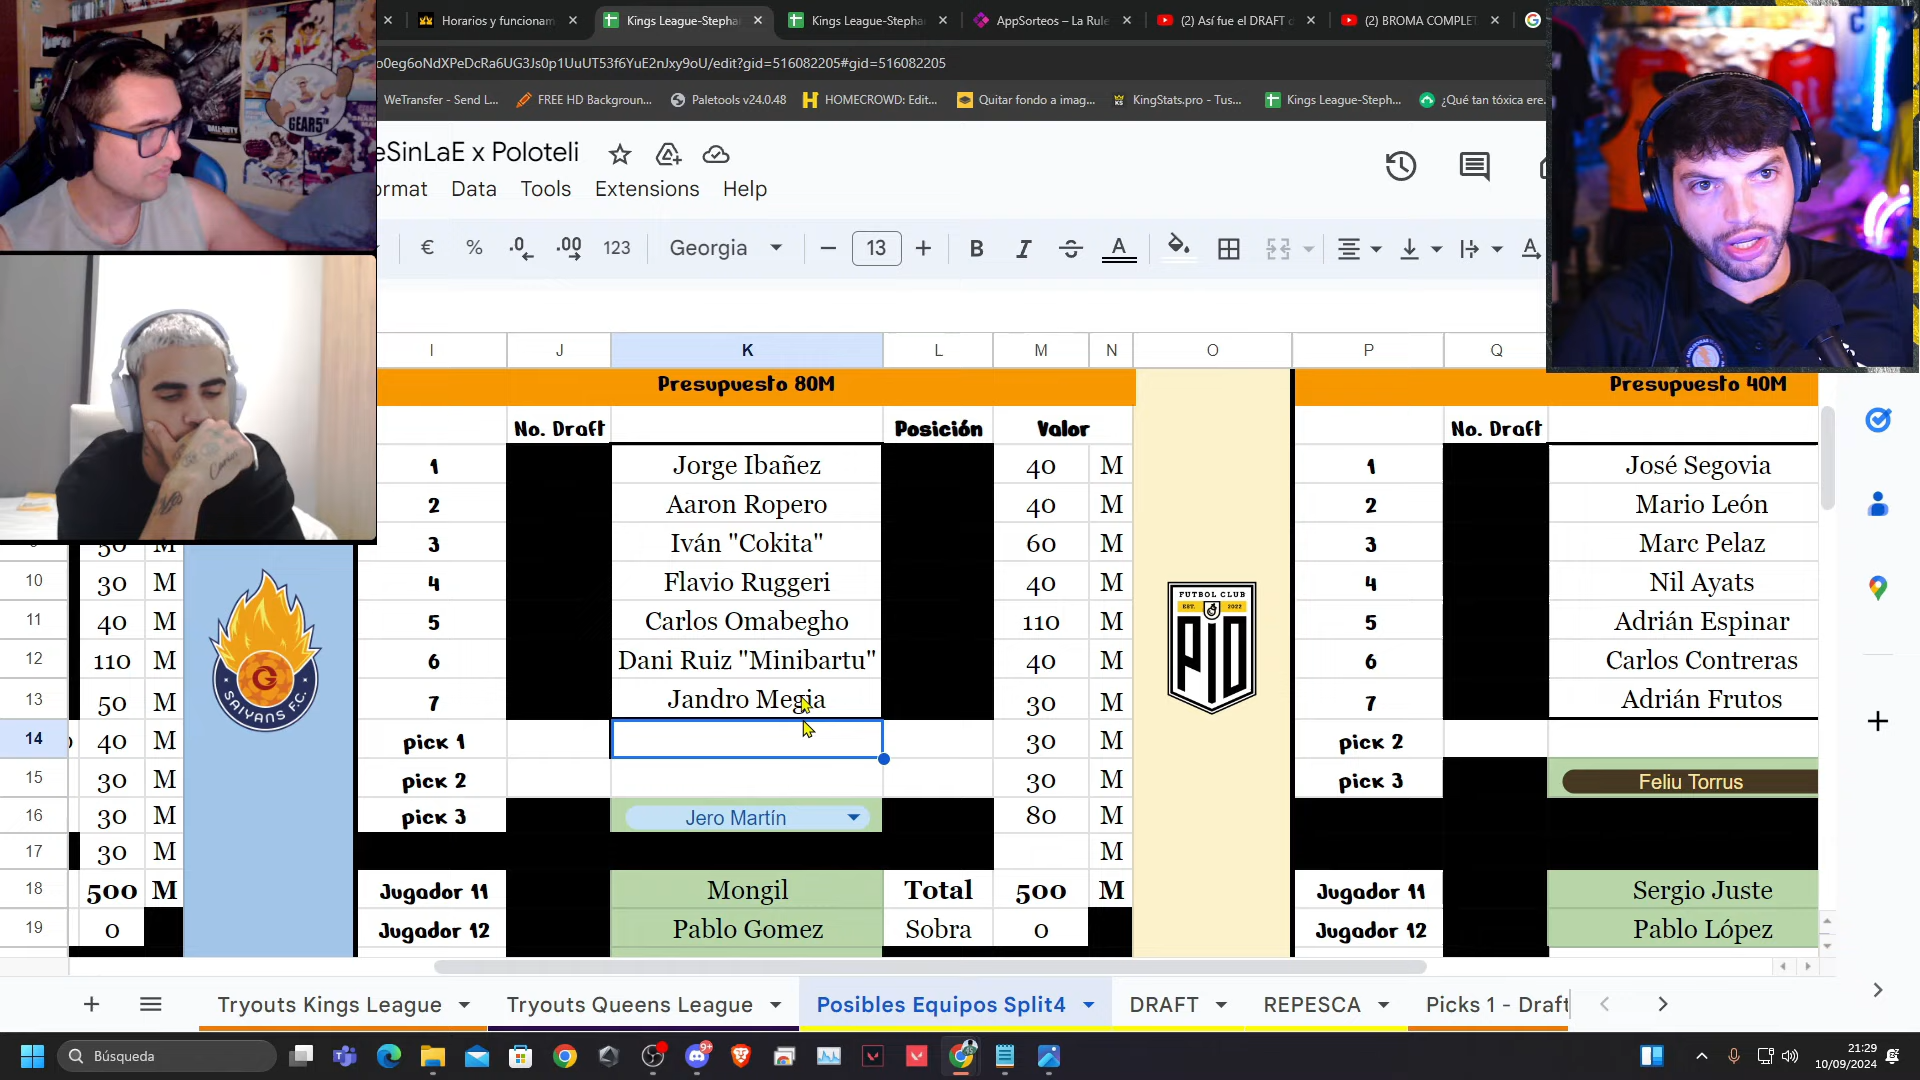 Horarios y funcionam
Kings League-Stepha
Kings League-Stepha
AppSorteos – La Rule
(2) Así fue el DRAFT d
(2) BROMA COMPLET
o0eg6oNdXPeDcRa6UG3Js0p1UuUT53f6YuE2nJxy9oU/edit?gid=516082205#gid=516082205
WeTransfer - Send L...
FREE HD Backgroun...
Paletools v24.0.48
HOMECROWD: Edit...
Quitar fondo a imag...
KingStats.pro - Tus...
Kings League-Steph...
¿Qué tan tóxica ere...
GEAR5
eSinLaE x Poloteli
ormat Data Tools Extensions Help
€ % .0 .00 123 Georgia 13 B I A
I J K L M N O P Q
Presupuesto 80M
Presupuesto 40M
No. Draft Posición Valor No. Draft
1 Jorge Ibañez 40 M 1 José Segovia
2 Aaron Ropero 40 M 2 Mario León
50 M 3 Iván "Cokita" 60 M 3 Marc Pelaz
10 30 M 4 Flavio Ruggeri 40 M 4 Nil Ayats
11 40 M 5 Carlos Omabegho 110 M 5 Adrián Espinar
12 110 M 6 Dani Ruiz "Minibartu" 40 M 6 Carlos Contreras
13 50 M 7 Jandro Megia 30 M 7 Adrián Frutos
14 40 M pick 1 30 M pick 2
15 30 M pick 2 30 M pick 3 Feliu Torrus
16 30 M pick 3 Jero Martín 80 M
17 30 M M
18 500 M Jugador 11 Mongil Total 500 M Jugador 11 Sergio Juste
19 0 Jugador 12 Pablo Gomez Sobra 0 Jugador 12 Pablo López
G
SAIYANS F.C.
FUTBOL CLUB
EST. 2022
PIO
Tryouts Kings League
Tryouts Queens League
Posibles Equipos Split4
DRAFT
REPESCA
Picks 1 - Draft
Búsqueda
9+
21:29
10/09/2024